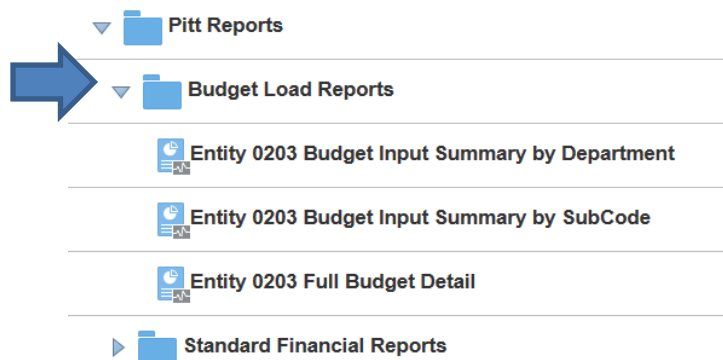 Pitt Reports
Budget Load Reports
Entity 0203 Budget Input Summary by Department
Entity 0203 Budget Input Summary by SubCode
Entity 0203 Full Budget Detail
Standard Financial Reports